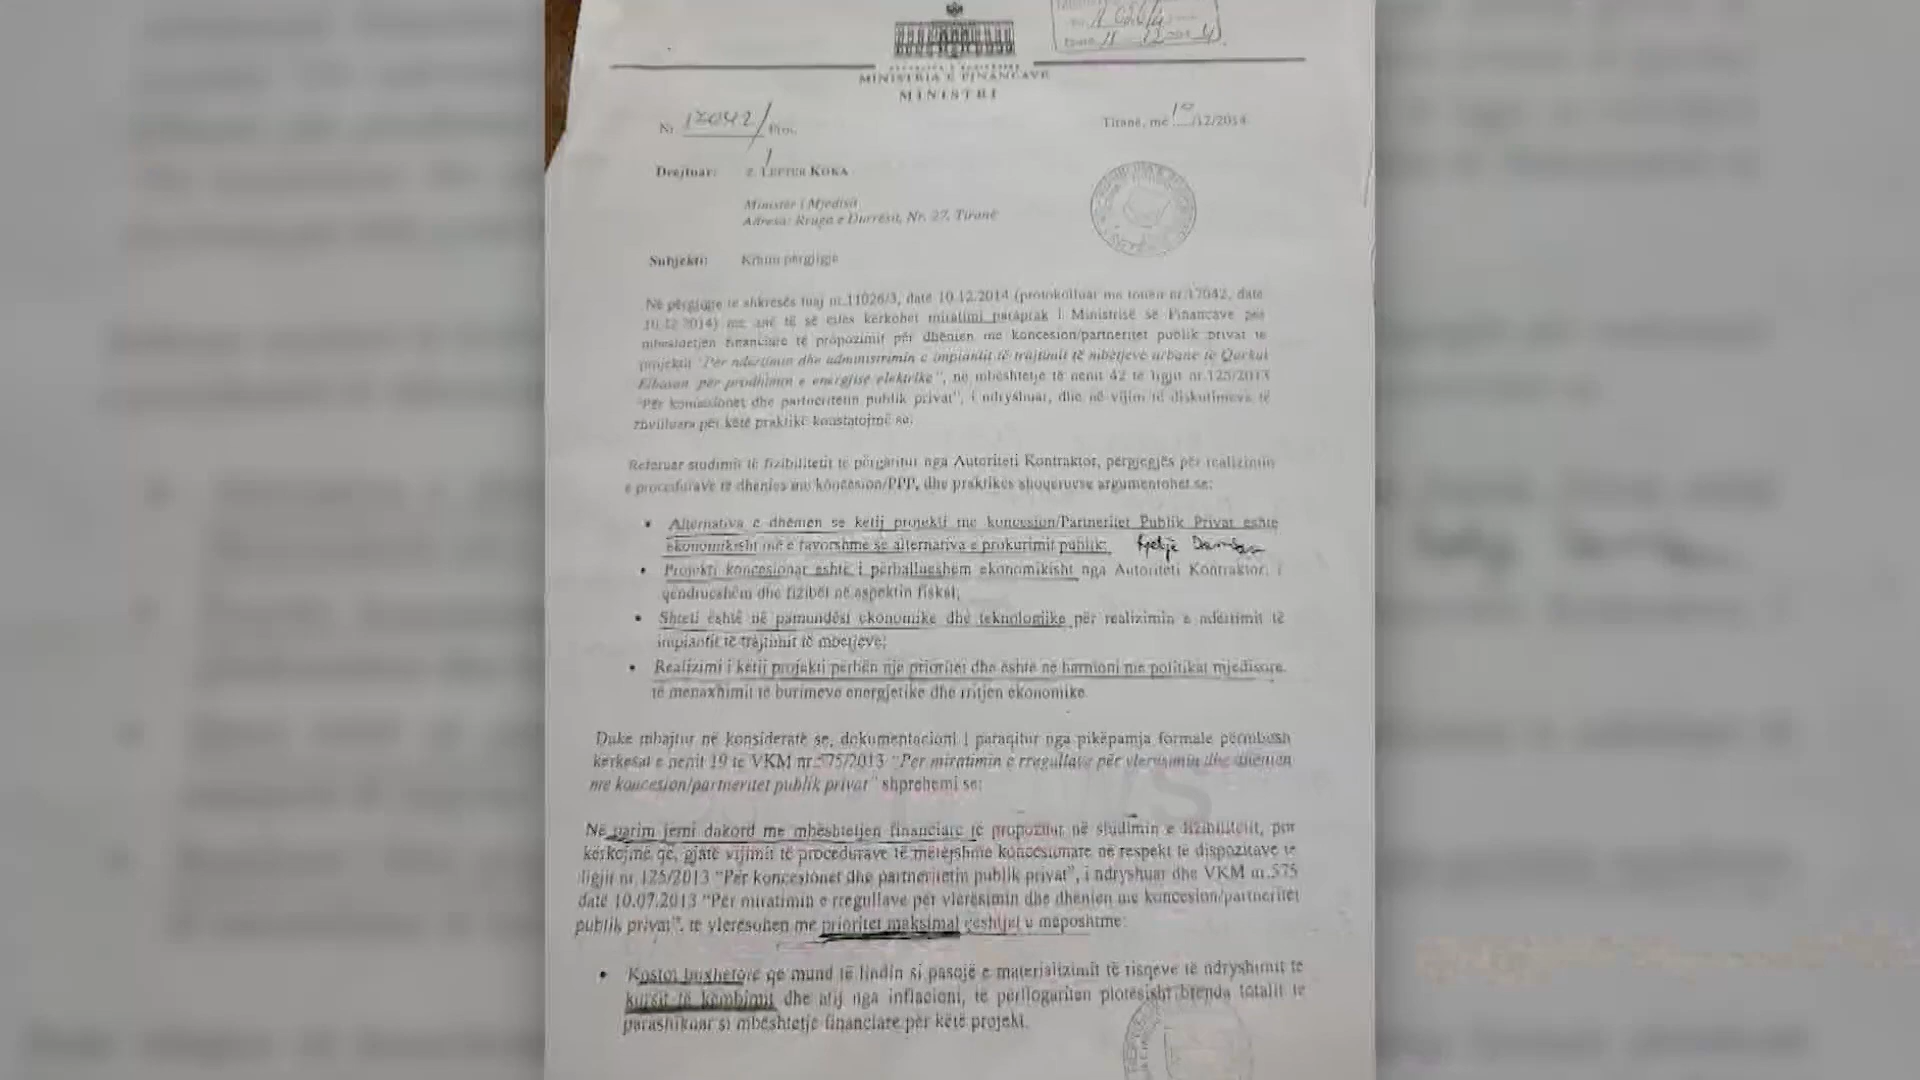 11026/4
11 12 2014
MINISTRIA E FINANCAVE
MINISTRI
Nr. 17042/1 Prot.
Tiranë, më 10/12/2014
Drejtuar: Z. LEFTER KOKA
Ministër i Mjedisit
Adresa: Rruga e Durrësit, Nr. 27, Tiranë
Subjekti: Kthim përgjigje
Në përgjigje të shkresës tuaj nr.11026/3, datë 10.12.2014 (protokolluar me tonën nr.17042, datë
10.12.2014) me anë të së cilës kërkohet miratimi paraprak i Ministrisë së Financave për
mbështetjen financiare të propozimit për dhënien me koncesion/partneritet publik privat të
projektit "Për ndërtimin dhe administrimin e impiantit të trajtimit të mbetjeve urbane të Qarkut
Elbasan për prodhimin e energjisë elektrike", në mbështetje të nenit 42 të ligjit nr.125/2013
"Për koncesionet dhe partneritetin publik privat", i ndryshuar, dhe në vijim të diskutimeve të
zhvilluara për këtë praktikë konstatojmë se:
Referuar studimit të fizibilitetit të përgatitur nga Autoriteti Kontraktor, përgjegjës për realizimin
e procedurave të dhënies me koncesion/PPP, dhe praktikës shoqëruese argumentohet se:
• Alternativa e dhënies se këtij projekti me koncesion/Partneritet Publik Privat është
ekonomikisht më e favorshme se alternativa e prokurimit publik;
• Projekti koncesionar është i përballueshëm ekonomikisht nga Autoriteti Kontraktor, i
qëndrueshëm dhe fizibël në aspektin fiskal;
• Shteti është në pamundësi ekonomike dhe teknologjike për realizimin e ndërtimit të
impiantit të trajtimit të mbetjeve;
• Realizimi i këtij projekti përbën një prioritet dhe është në harmoni me politikat mjedisore,
të menaxhimit të burimeve energjetike dhe rritjen ekonomike.
Duke mbajtur në konsideratë se, dokumentacioni i paraqitur nga pikëpamja formale përmbush
kërkesat e nenit 19 të VKM nr.575/2013 "Për miratimin e rregullave për vlerësimin dhe dhënien
me koncesion/partneritet publik privat" shprehemi se:
Në parim jemi dakord me mbështetjen financiare të propozuar në studimin e fizibilitetit, por
kërkojmë që, gjatë vijimit të procedurave të mëtejshme koncesionare në respekt të dispozitave të
ligjit nr.125/2013 "Për koncesionet dhe partneritetin publik privat", i ndryshuar dhe VKM nr.575
datë 10.07.2013 "Për miratimin e rregullave për vlerësimin dhe dhënien me koncesion/partneritet
publik privat", të vlerësohen me prioritet maksimal çështjet e mëposhtme:
• Kostot buxhetore që mund të lindin si pasojë e materializimit të risqeve të ndryshimit të
kursit të këmbimit dhe atij nga inflacioni, të përllogariten plotësisht brenda totalit të
parashikuar si mbështetje financiare për këtë projekt.